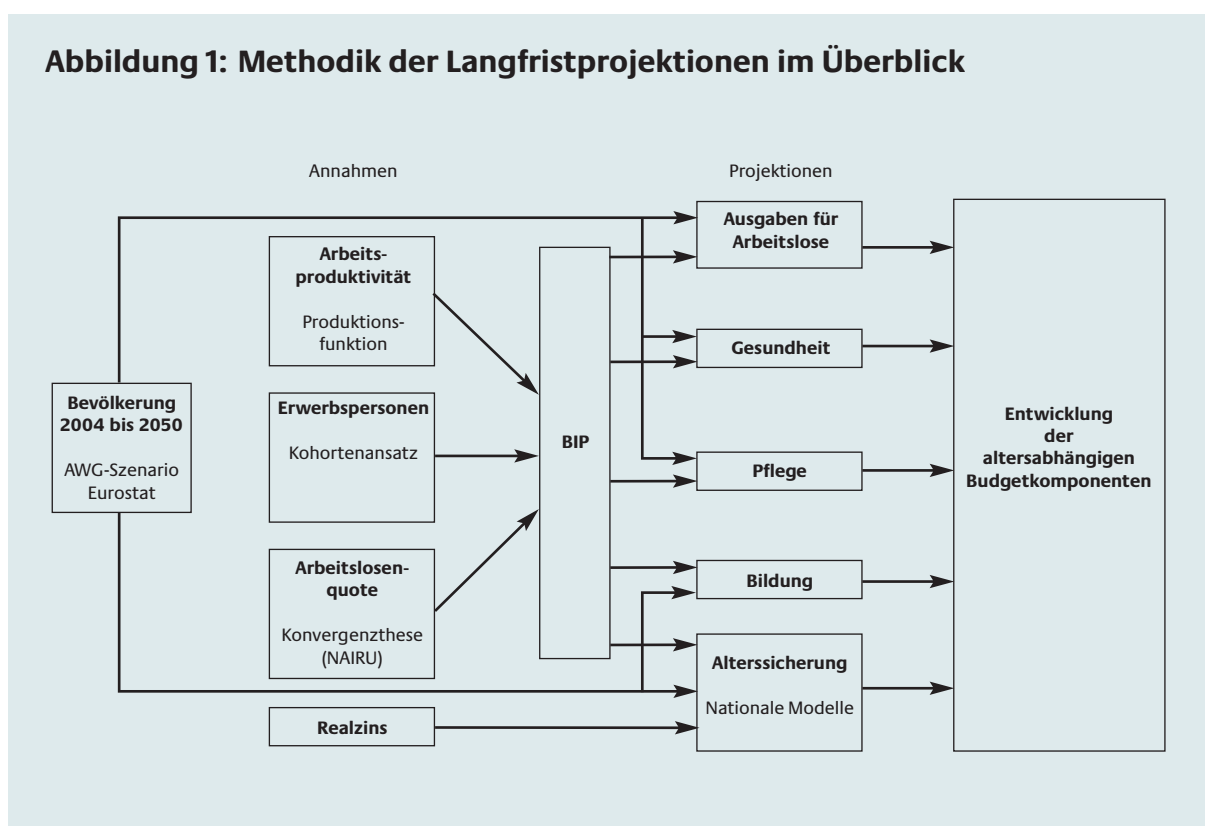 Abbildung 1: Methodik der Langfristprojektionen im Überblick
Annahmen
Projektionen
Bevölkerung
2004 bis 2050
AWG-Szenario
Eurostat
Arbeits-
produktivität
Produktions-
funktion
Erwerbspersonen
Kohortenansatz
Arbeitslosen-
quote
Konvergenzthese
(NAIRU)
Realzins
BIP
Ausgaben für
Arbeitslose
Gesundheit
Pflege
Bildung
Alterssicherung
Nationale Modelle
Entwicklung
der
altersabhängigen
Budgetkomponenten